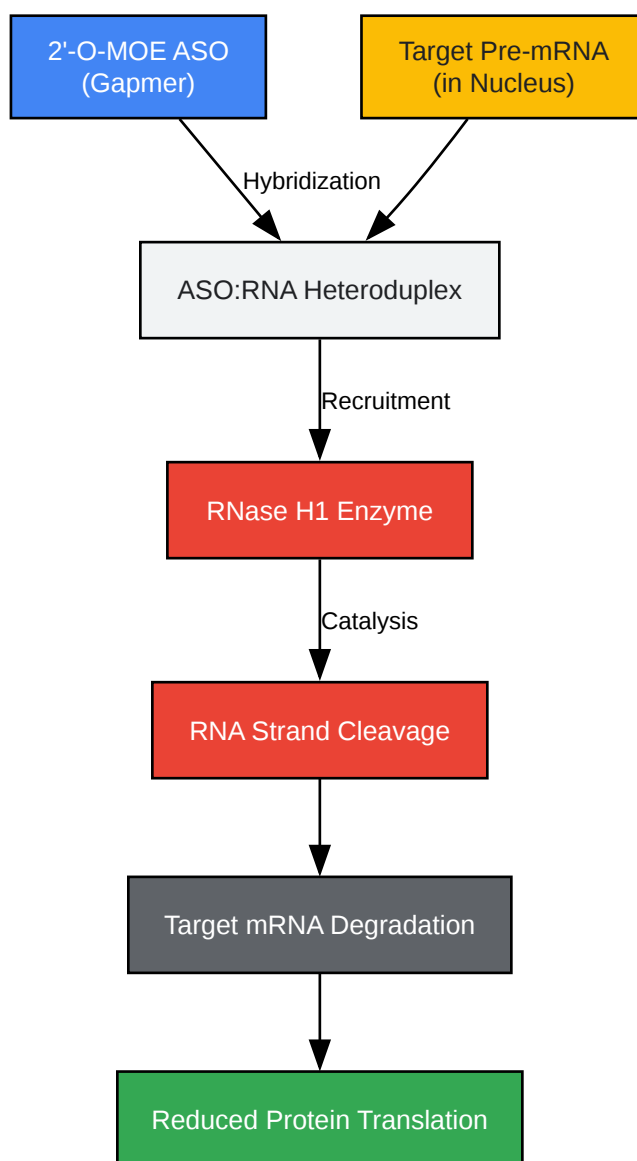 2'-O-MOE ASO
(Gapmer)
Target Pre-mRNA
(in Nucleus)
Hybridization
ASO:RNA Heteroduplex
Recruitment
RNase H1 Enzyme
Catalysis
RNA Strand Cleavage
Target mRNA Degradation
Reduced Protein Translation